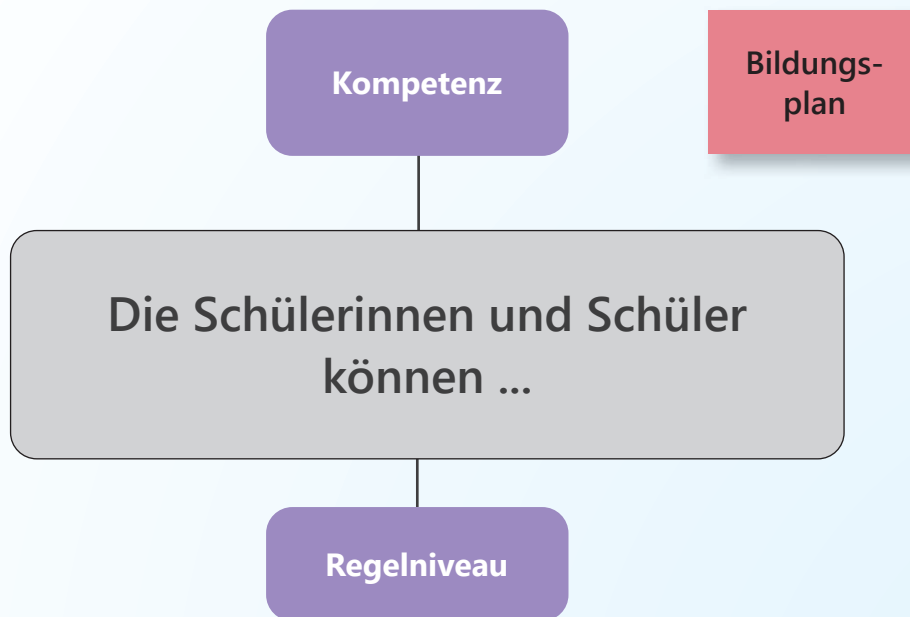 Kompetenz
Bildungs-
plan
Die Schülerinnen und Schüler
können ...
Regelniveau